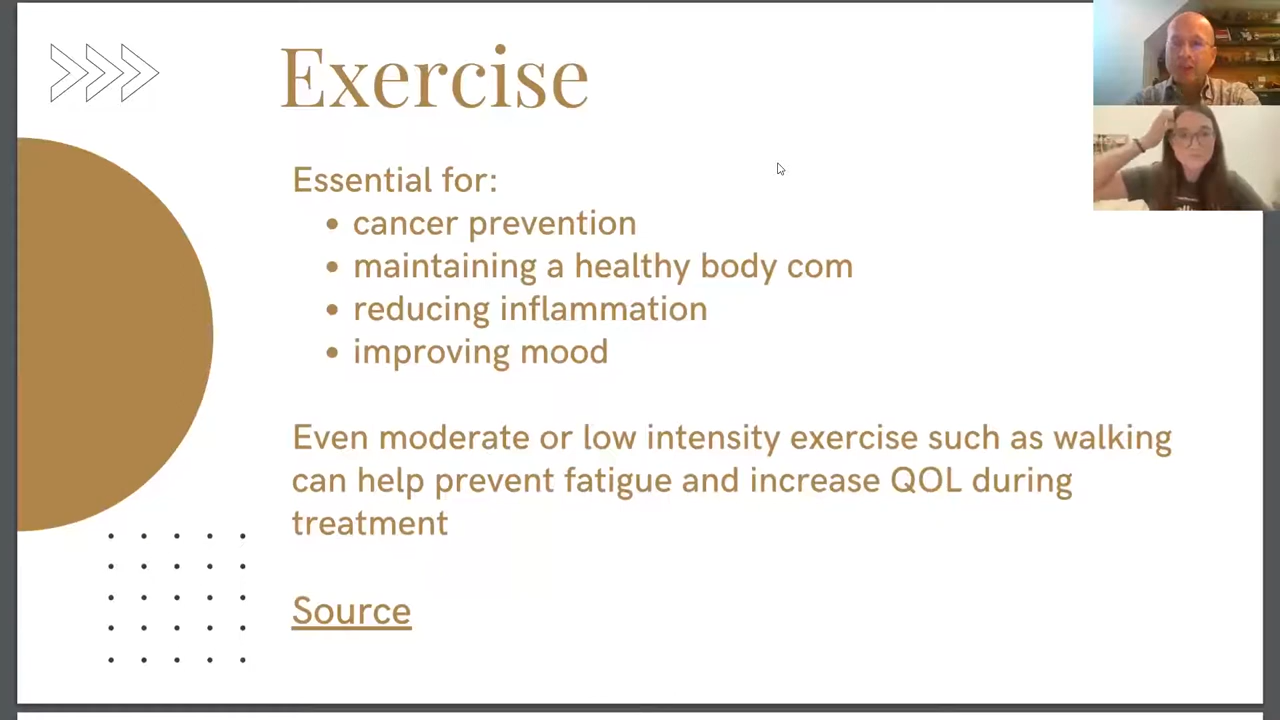 Exercise
Essential for:
• cancer prevention
• maintaining a healthy body com
• reducing inflammation
• improving mood
Even moderate or low intensity exercise such as walking
can help prevent fatigue and increase QOL during
treatment
Source